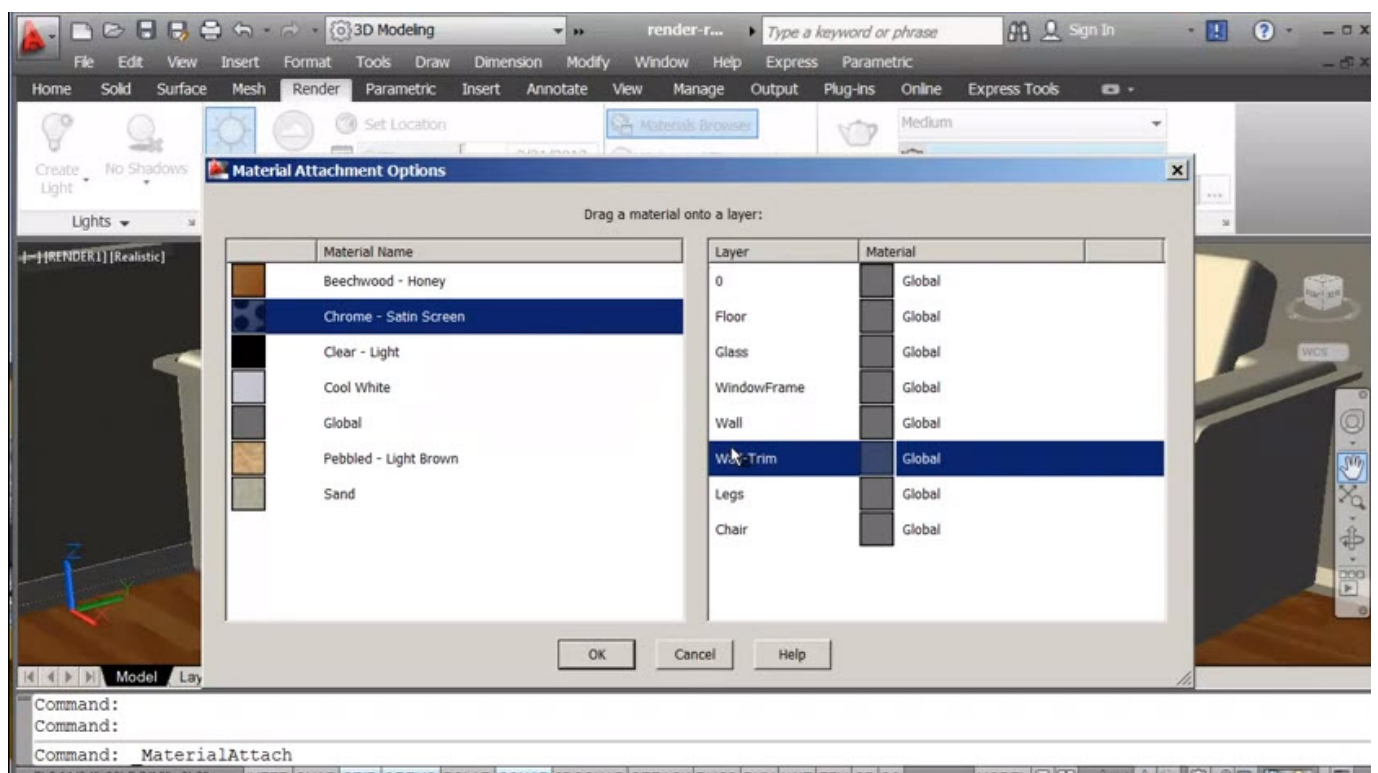 3D Modeling render-r... Type a keyword or phrase Sign In
File Edit View Insert Format Tools Draw Dimension Modify Window Help Express Parametric
Home Solid Surface Mesh Render Parametric Insert Annotate View Manage Output Plug-ins Online Express Tools
Set Location Materials Browser Medium
Create Light No Shadows
Lights
Material Attachment Options
Drag a material onto a layer:
[-][RENDER1][Realistic]
Material Name
Beechwood - Honey
Chrome - Satin Screen
Clear - Light
Cool White
Global
Pebbled - Light Brown
Sand
Layer Material
0 Global
Floor Global
Glass Global
WindowFrame Global
Wall Global
Global
Legs Global
Chair Global
WCS
Z
Y
OK Cancel Help
Model Lay
Command:
Command:
Command: _MaterialAttach